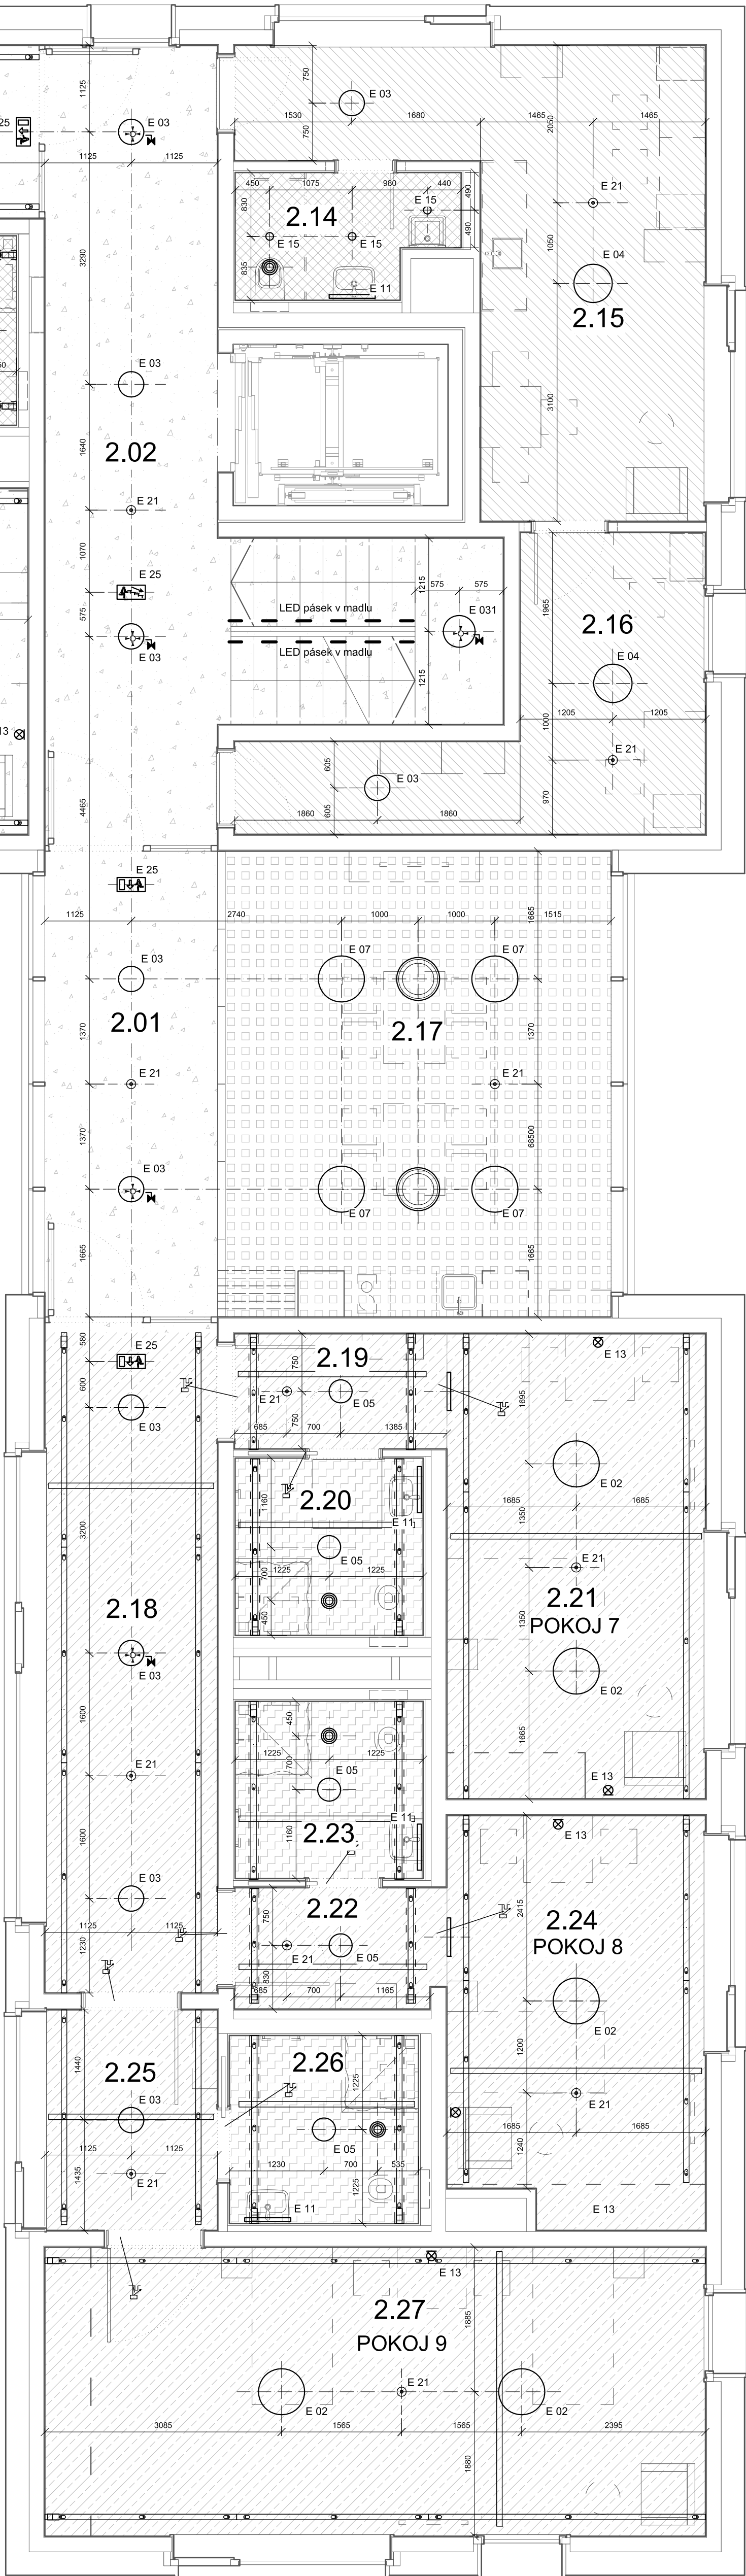 750
1125
E 03
25
E 03
1530
1680
1465
2050
1465
750
1125
1125
450
1075
980
440
490
E 21
830
2.14
E 15
E 15
E 15
490
1050
3290
835
E 11
E 04
2.15
E 03
50
3100
1640
2.02
E 21
1070
E 25
1215
575
575
575
LED pásek v madlu
E 031
1965
2.16
E 03
LED pásek v madlu
E 04
1215
1205
1205
13
1000
E 21
605
E 03
970
4465
605
1860
1860
E 25
1125
2740
1000
1000
1665
1515
E 03
E 07
E 07
2.01
2.17
1370
1370
E 21
E 21
1370
68500
E 03
E 07
E 07
1665
1665
580
E 25
2.19
750
E 13
600
E 21
E 05
1695
E 03
750
685
700
1385
E 02
1160
2.20
1685
1685
E 11
1350
3200
E 05
E 21
700
1225
1225
2.18
2.21
450
1350
POKOJ 7
E 03
E 02
1600
450
1225
700
1225
1665
E 21
E 05
E 13
E 11
2.23
1160
E 13
1600
E 03
2.22
2415
2.24
1125
1125
750
POKOJ 8
1230
E 21
E 05
830
685
700
1165
E 02
1440
2.25
2.26
1225
1200
E 03
E 21
E 05
1125
1125
1685
1685
1435
1230
700
535
1240
E 21
1225
E 11
E 13
E 13
2.27
1885
POKOJ 9
E 21
E 02
E 02
3085
1565
1565
2395
1880